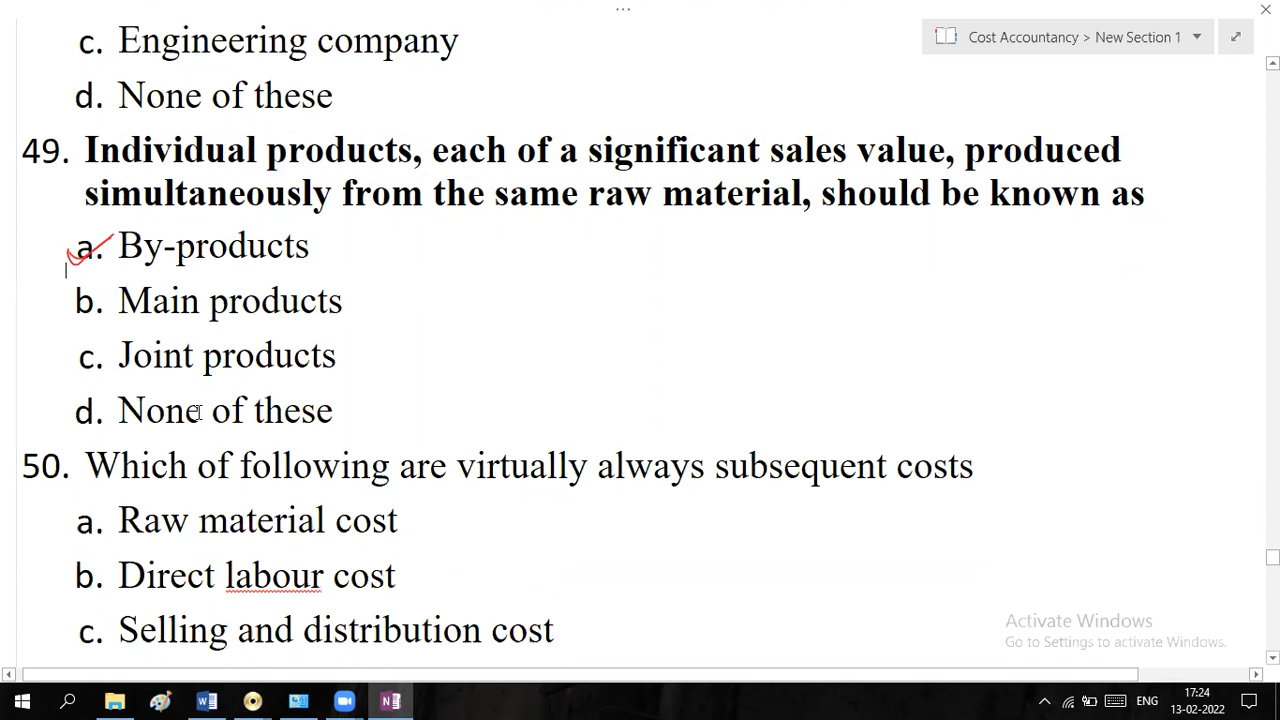 ...
c. Engineering company
Cost Accountancy > New Section 1
d. None of these
49. Individual products, each of a significant sales value, produced
simultaneously from the same raw material, should be known as
a. By-products
b. Main products
c. Joint products
d. None of these
50. Which of following are virtually always subsequent costs
a. Raw material cost
b. Direct labour cost
c. Selling and distribution cost
Activate Windows
Go to Settings to activate Windows.
ENG
17:24
13-02-2022